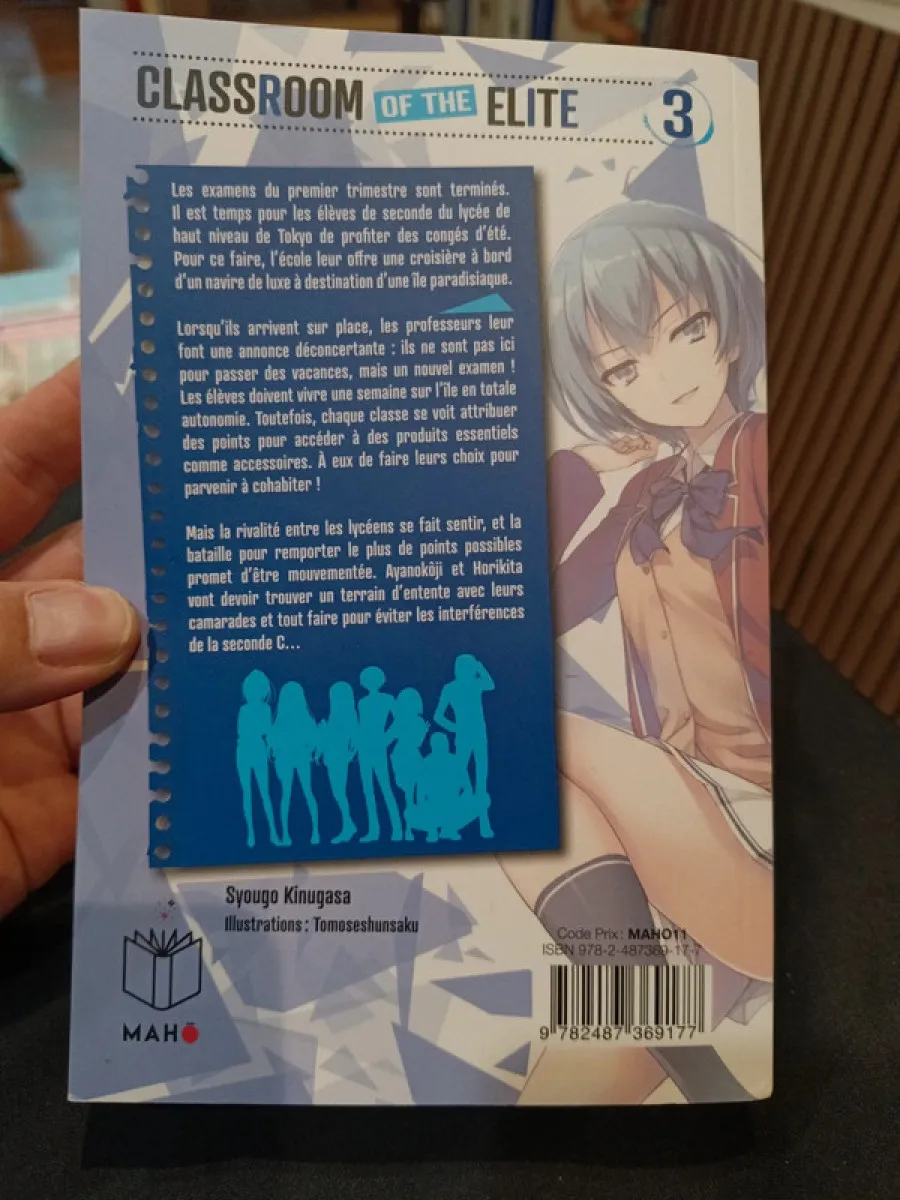 CLASSROOM OF THE ELITE 3
Les examens du premier trimestre sont terminés.
Il est temps pour les élèves de seconde du lycée de
haut niveau de Tokyo de profiter des congés d'été.
Pour ce faire, l'école leur offre une croisière à bord
d'un navire de luxe à destination d'une île paradisiaque.
Lorsqu'ils arrivent sur place, les professeurs leur
font une annonce déconcertante : ils ne sont pas ici
pour passer des vacances, mais un nouvel examen !
Les élèves doivent vivre une semaine sur l'île en totale
autonomie. Toutefois, chaque classe se voit attribuer
des points pour accéder à des produits essentiels
comme accessoires. À eux de faire leurs choix pour
parvenir à cohabiter !
Mais la rivalité entre les lycéens se fait sentir, et la
bataille pour remporter le plus de points possibles
promet d'être mouvementée. Ayanokôji et Horikita
vont devoir trouver un terrain d'entente avec leurs
camarades et tout faire pour éviter les interférences
de la seconde C...
Syougo Kinugasa
Illustrations : Tomoseshunsaku
MAHŌ
Code Prix : MAHO11
ISBN 978-2-487369-17-7
9 782487 369177